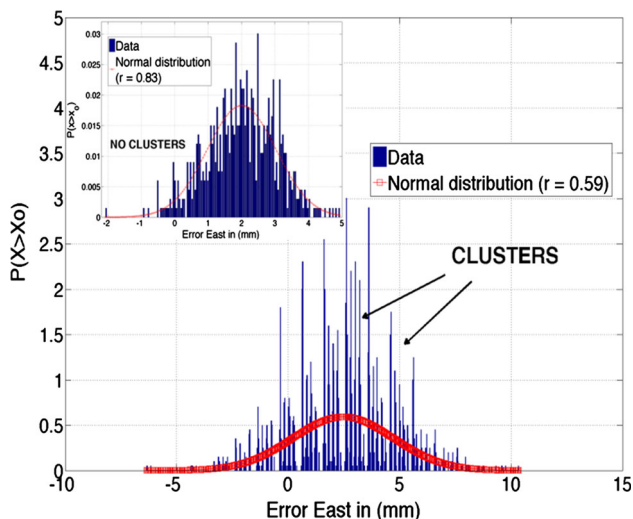 5
4.5
4
3.5
3
2.5
2
1.5
1
0.5
0
P(X>Xo)
-10
-5
0
5
10
15
Error East in (mm)
Data
Normal distribution (r = 0.59)
CLUSTERS
0.03
0.025
0.02
0.015
0.01
0.005
0
P(x>xo)
-2
-1
0
1
2
3
4
5
Error East in (mm)
Data
Normal distribution
(r = 0.83)
NO CLUSTERS